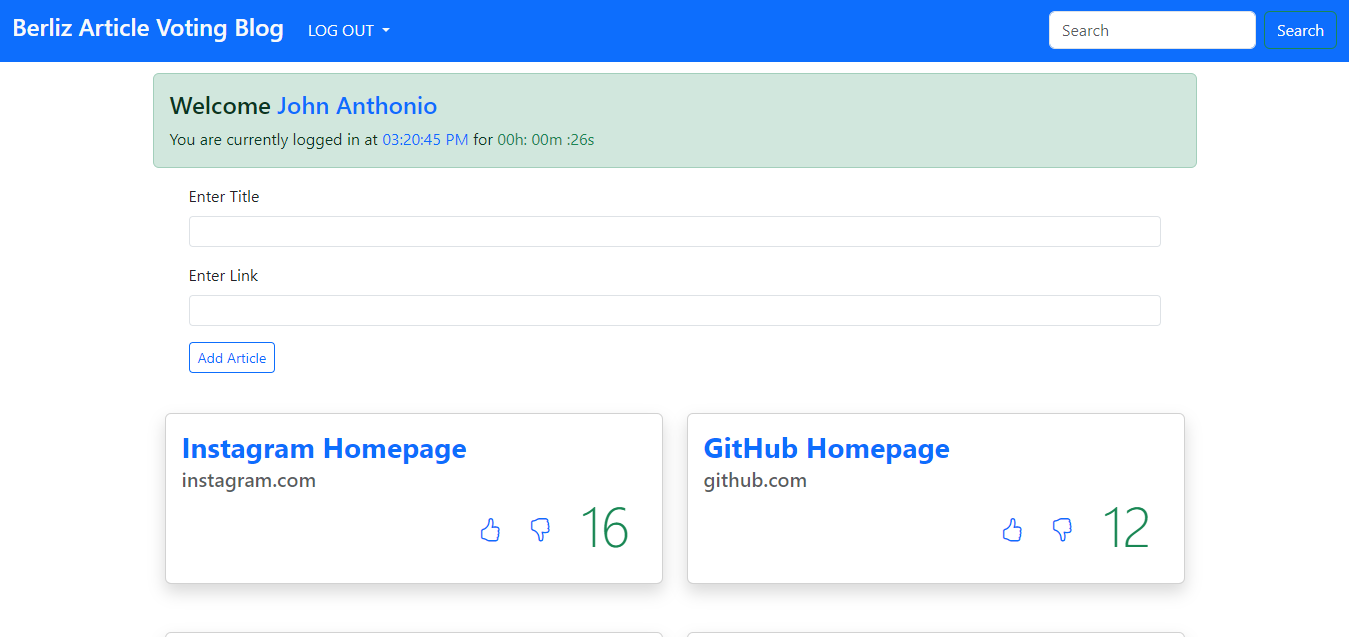 Berliz Article Voting Blog LOG OUT Search Search
Welcome John Anthonio
You are currently logged in at 03:20:45 PM for 00h: 00m :26s
Enter Title
Enter Link
Add Article
Instagram Homepage
instagram.com
16
GitHub Homepage
github.com
12